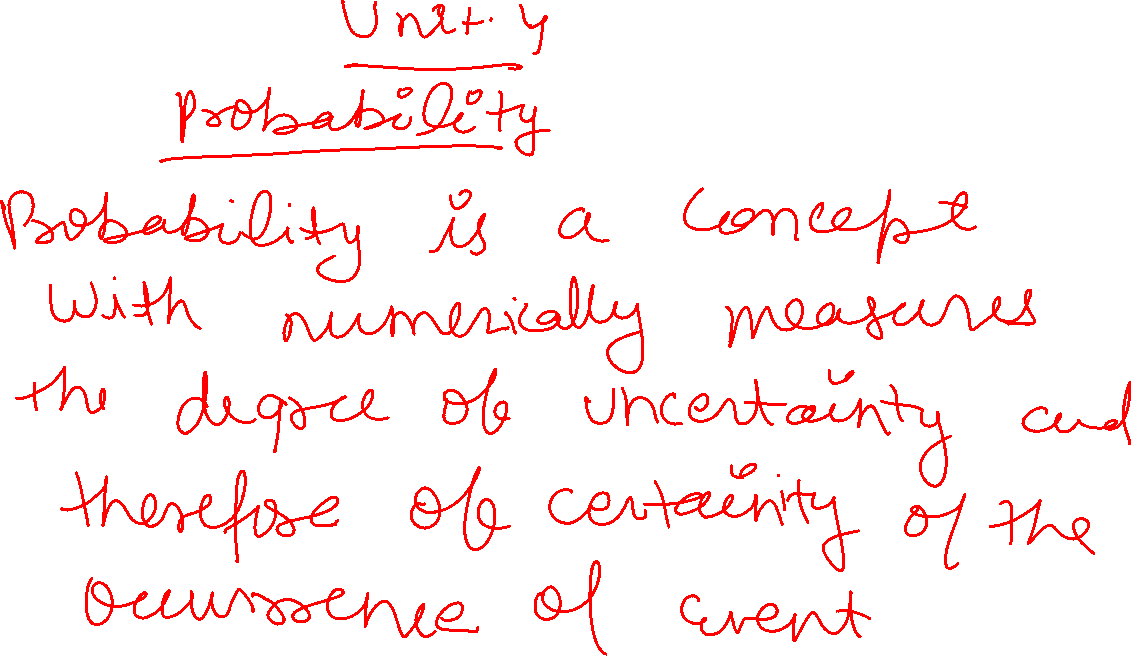 Unit. 4
Probability
Probability is a concept
with numerically measures
the degree of uncertainty and
therefore of certainity of the
occurrence of event